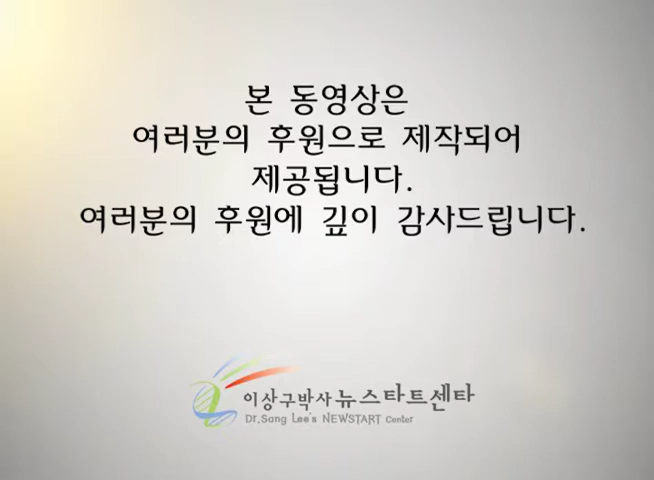 본 동영상은
여러분의 후원으로 제작되어
제공됩니다.
여러분의 후원에 깊이 감사드립니다.
이상구박사 뉴스타트센타
Dr.Sang Lee's NEWSTART Center